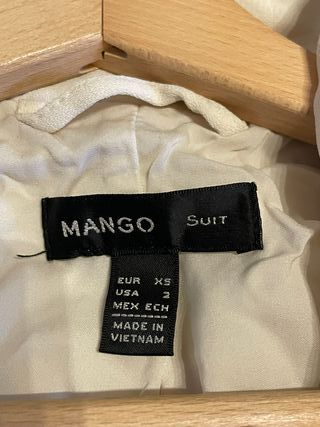 MANGO SUIT
EUR XS
USA 2
MEX ECH
MADE IN
VIETNAM